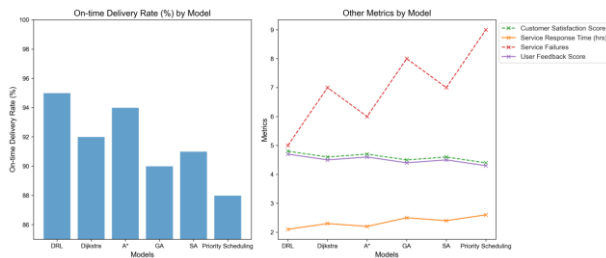 On-time Delivery Rate (%) by Model
100
98
96
94
92
90
88
86
On-time Delivery Rate (%)
DRL
Dijkstra
A*
GA
SA
Priority Scheduling
Models
Other Metrics by Model
9
8
7
6
5
4
3
2
Metrics
DRL
Dijkstra
A*
GA
SA
Priority Scheduling
Models
Customer Satisfaction Score
Service Response Time (hrs)
Service Failures
User Feedback Score